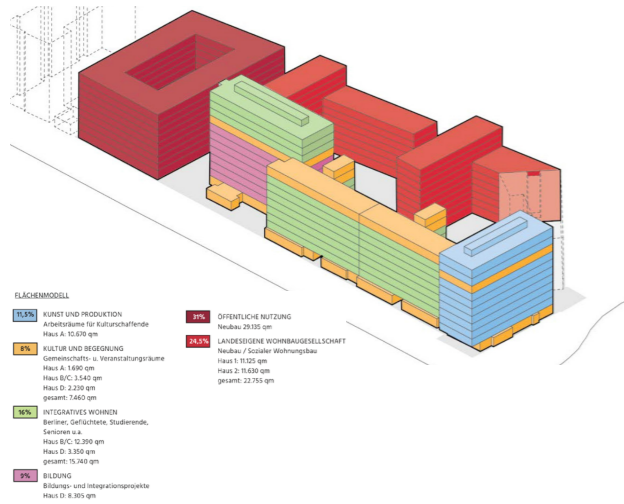 FLÄCHENMODELL
11,5% KUNST UND PRODUKTION
Arbeitsräume für Kulturschaffende
Haus A: 10.670 qm
8% KULTUR UND BEGEGNUNG
Gemeinschafts- u. Veranstaltungsräume
Haus A: 1.690 qm
Haus B/C: 3.540 qm
Haus D: 2.230 qm
gesamt: 7.460 qm
16% INTEGRATIVES WOHNEN
Berliner, Geflüchtete, Studierende,
Senioren u.a.
Haus B/C: 12.390 qm
Haus D: 3.350 qm
gesamt: 15.740 qm
9% BILDUNG
Bildungs- und Integrationsprojekte
Haus D: 8.305 qm
31% ÖFFENTLICHE NUTZUNG
Neubau 29.135 qm
24,5% LANDESEIGENE WOHNBAUGESELLSCHAFT
Neubau / Sozialer Wohnungsbau
Haus 1: 11.125 qm
Haus 2: 11.630 qm
gesamt: 22.755 qm